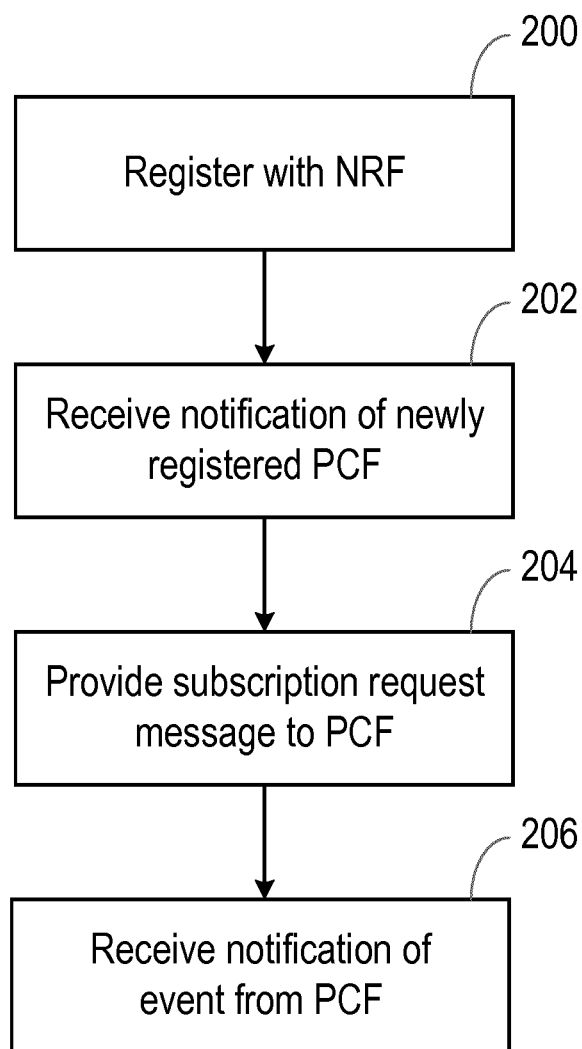 200
Register with NRF
202
Receive notification of newly
registered PCF
204
Provide subscription request
message to PCF
206
Receive notification of
event from PCF